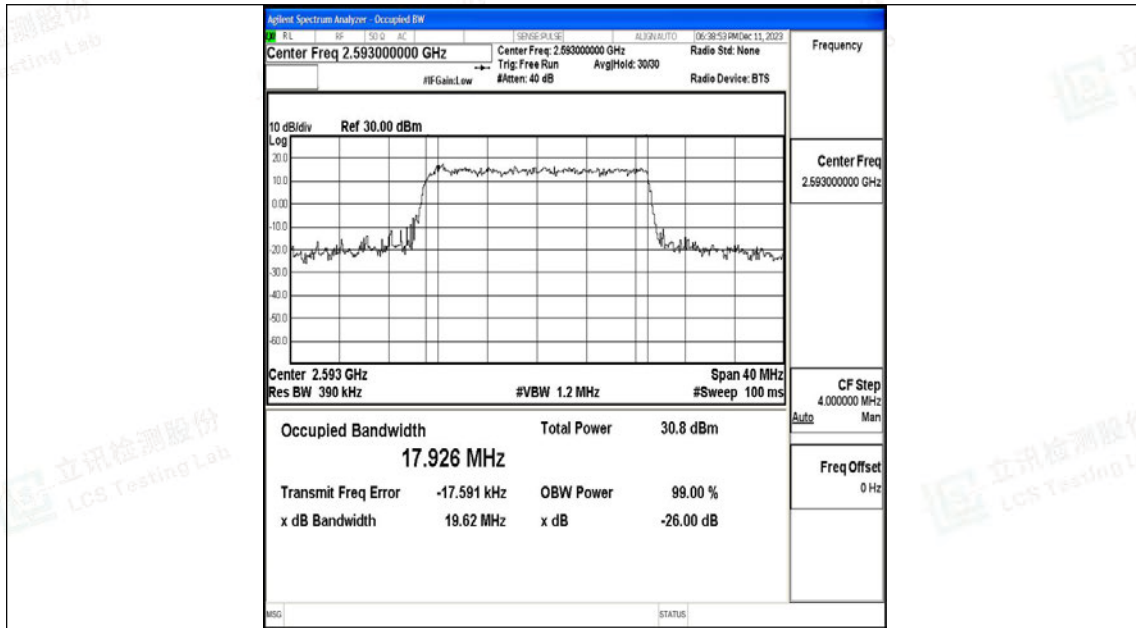 Agilent Spectrum Analyzer - Occupied BW
RL RF 50 Ω AC SENSE:PULSE ALIGNAUTO 06:38:53 PM Dec 11, 2023
Center Freq 2.593000000 GHz
Center Freq: 2.593000000 GHz
Radio Std: None
Trig: Free Run
Avg|Hold: 30/30
#IFGain:Low
#Atten: 40 dB
Radio Device: BTS
10 dB/div Ref 30.00 dBm
Log
20.0
10.0
0.00
-10.0
-20.0
-30.0
-40.0
-50.0
-60.0
Center 2.593 GHz
Span 40 MHz
Res BW 390 kHz
#VBW 1.2 MHz
#Sweep 100 ms
Occupied Bandwidth
Total Power 30.8 dBm
17.926 MHz
Transmit Freq Error -17.591 kHz
OBW Power 99.00 %
x dB Bandwidth 19.62 MHz
x dB -26.00 dB
MSG
STATUS
Frequency
Center Freq
2.593000000 GHz
CF Step
4.000000 MHz
Auto Man
Freq Offset
0 Hz
立讯检测股份
LCS Testing Lab
立讯检测股份